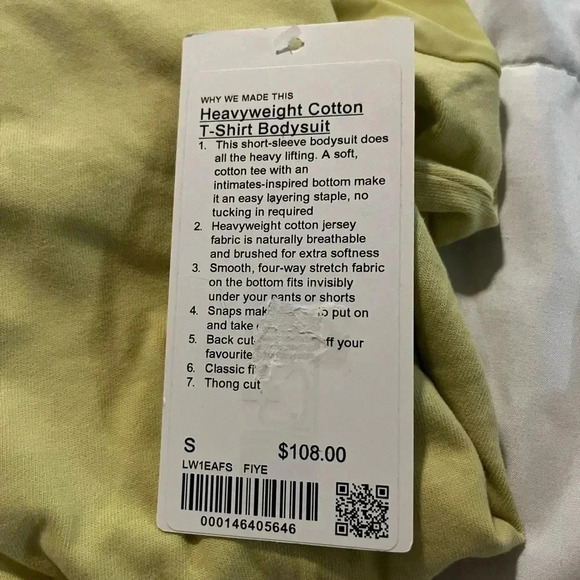 WHY WE MADE THIS
Heavyweight Cotton
T-Shirt Bodysuit
1. This short-sleeve bodysuit does
all the heavy lifting. A soft,
cotton tee with an
intimates-inspired bottom make
it an easy layering staple, no
tucking in required
2. Heavyweight cotton jersey
fabric is naturally breathable
and brushed for extra softness
3. Smooth, four-way stretch fabric
on the bottom fits invisibly
under your pants or shorts
4. Snaps put on
and take
5. Back your
favourite
6. Classic
7. Thong cut
S $108.00
LW1EAFS FIYE
000146405646